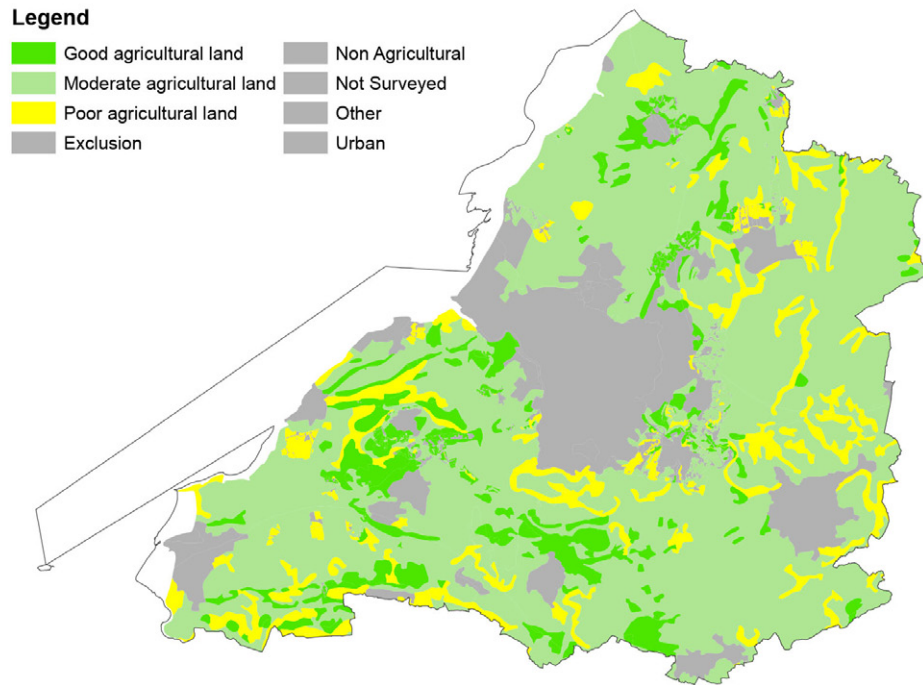 Legend
Good agricultural land
Moderate agricultural land
Poor agricultural land
Exclusion
Non Agricultural
Not Surveyed
Other
Urban